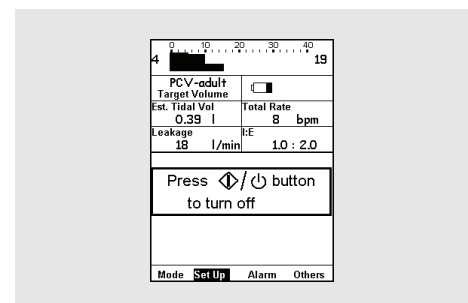 0 10 20 30 40
4 19
PCV-adult
Target Volume
Est. Tidal Vol Total Rate
0.39 l 8 bpm
Leakage I:E
18 l/min 1.0 : 2.0
Press / button
to turn off
Mode Set Up Alarm Others